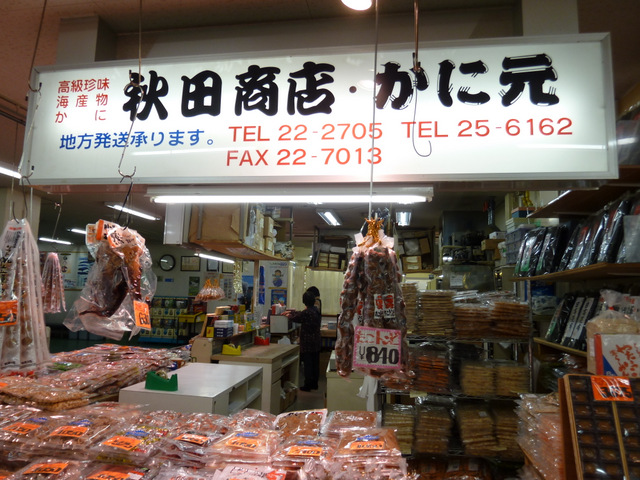 高級珍味
海産物
かに
秋田商店・かに元
地方発送承ります。 TEL 22-2705 TEL 25-6162
FAX 22-7013
¥840